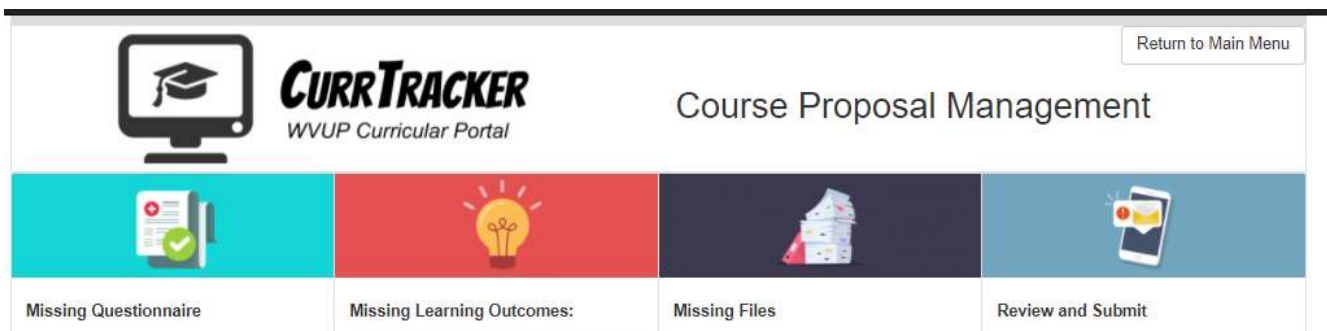 Return to Main Menu
CURRTRACKER
WVUP Curricular Portal
Course Proposal Management
Missing Questionnaire
Missing Learning Outcomes:
Missing Files
Review and Submit